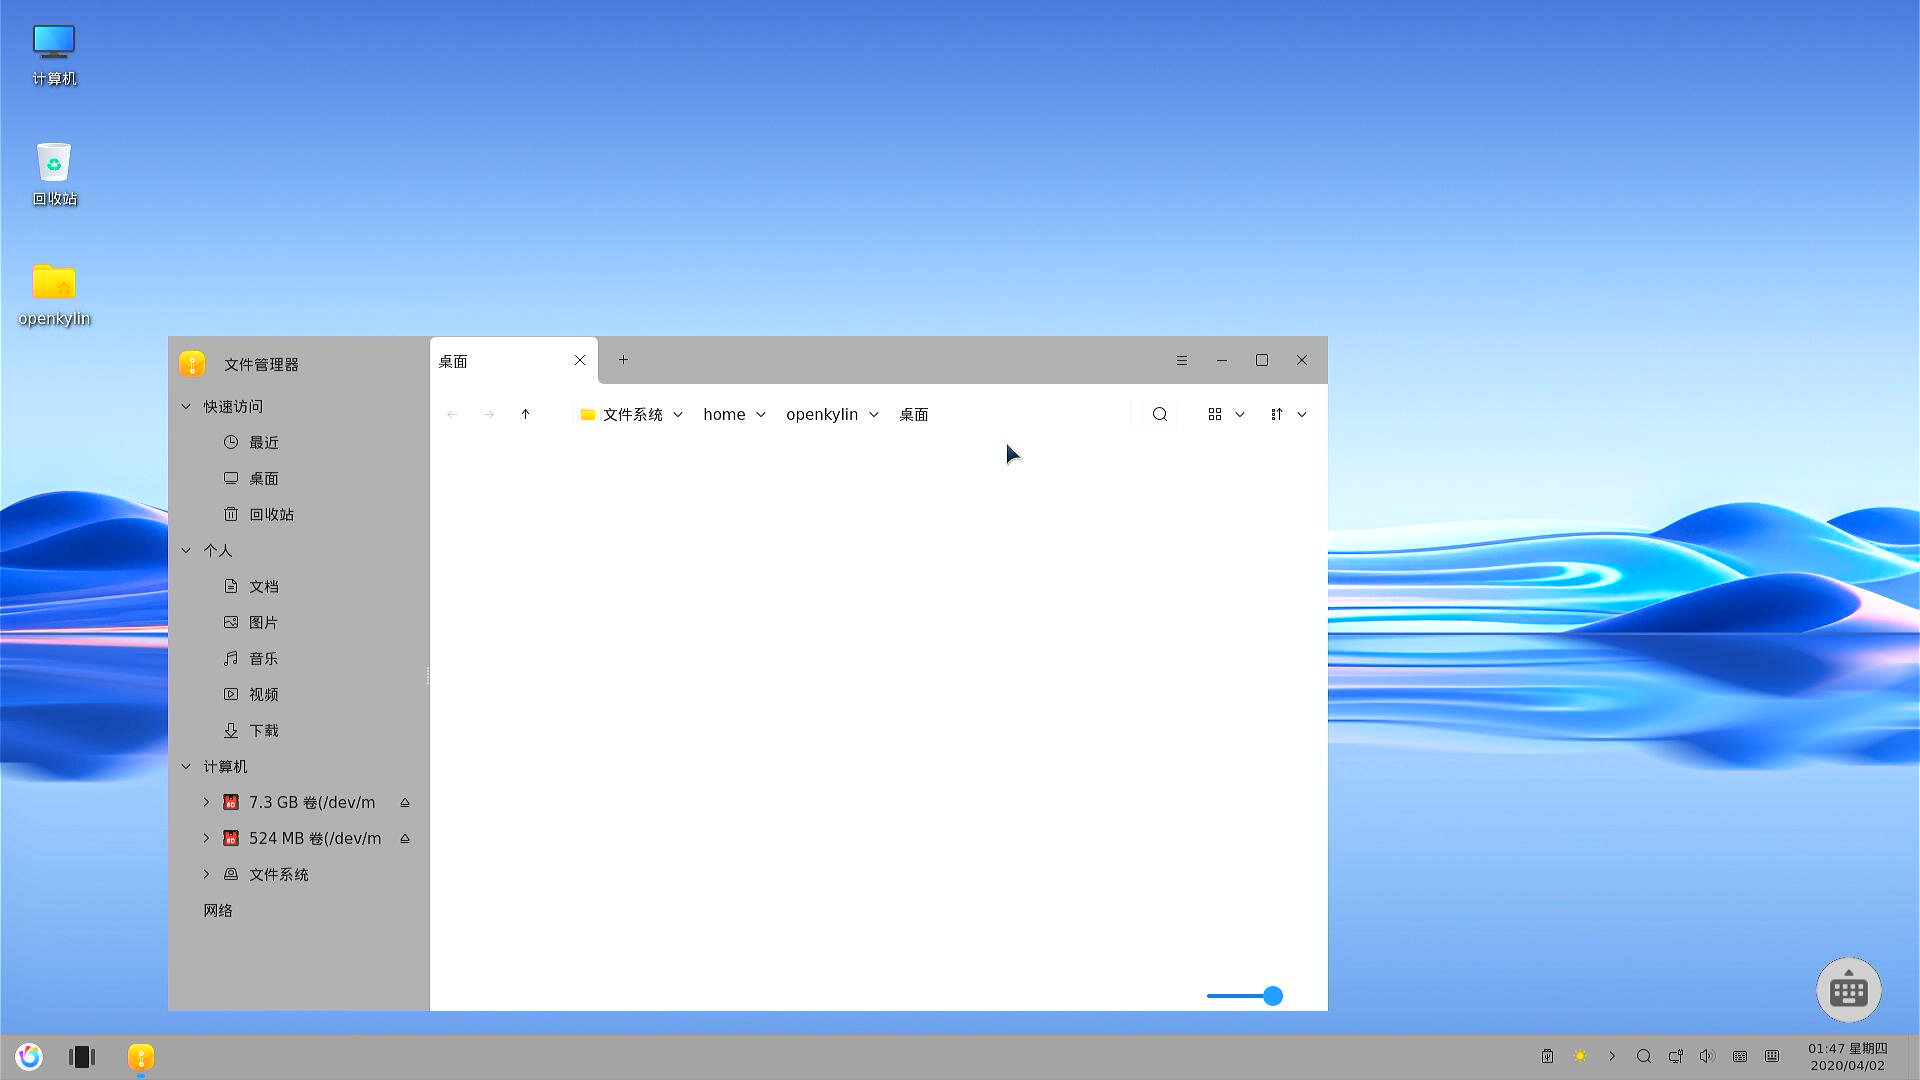 计算机
回收站
openkylin
文件管理器
桌面
快速访问
最近
桌面
回收站
个人
文档
图片
音乐
视频
下载
计算机
7.3 GB 卷(/dev/m
524 MB 卷(/dev/m
文件系统
网络
文件系统 home openkylin 桌面
01:47 星期四
2020/04/02